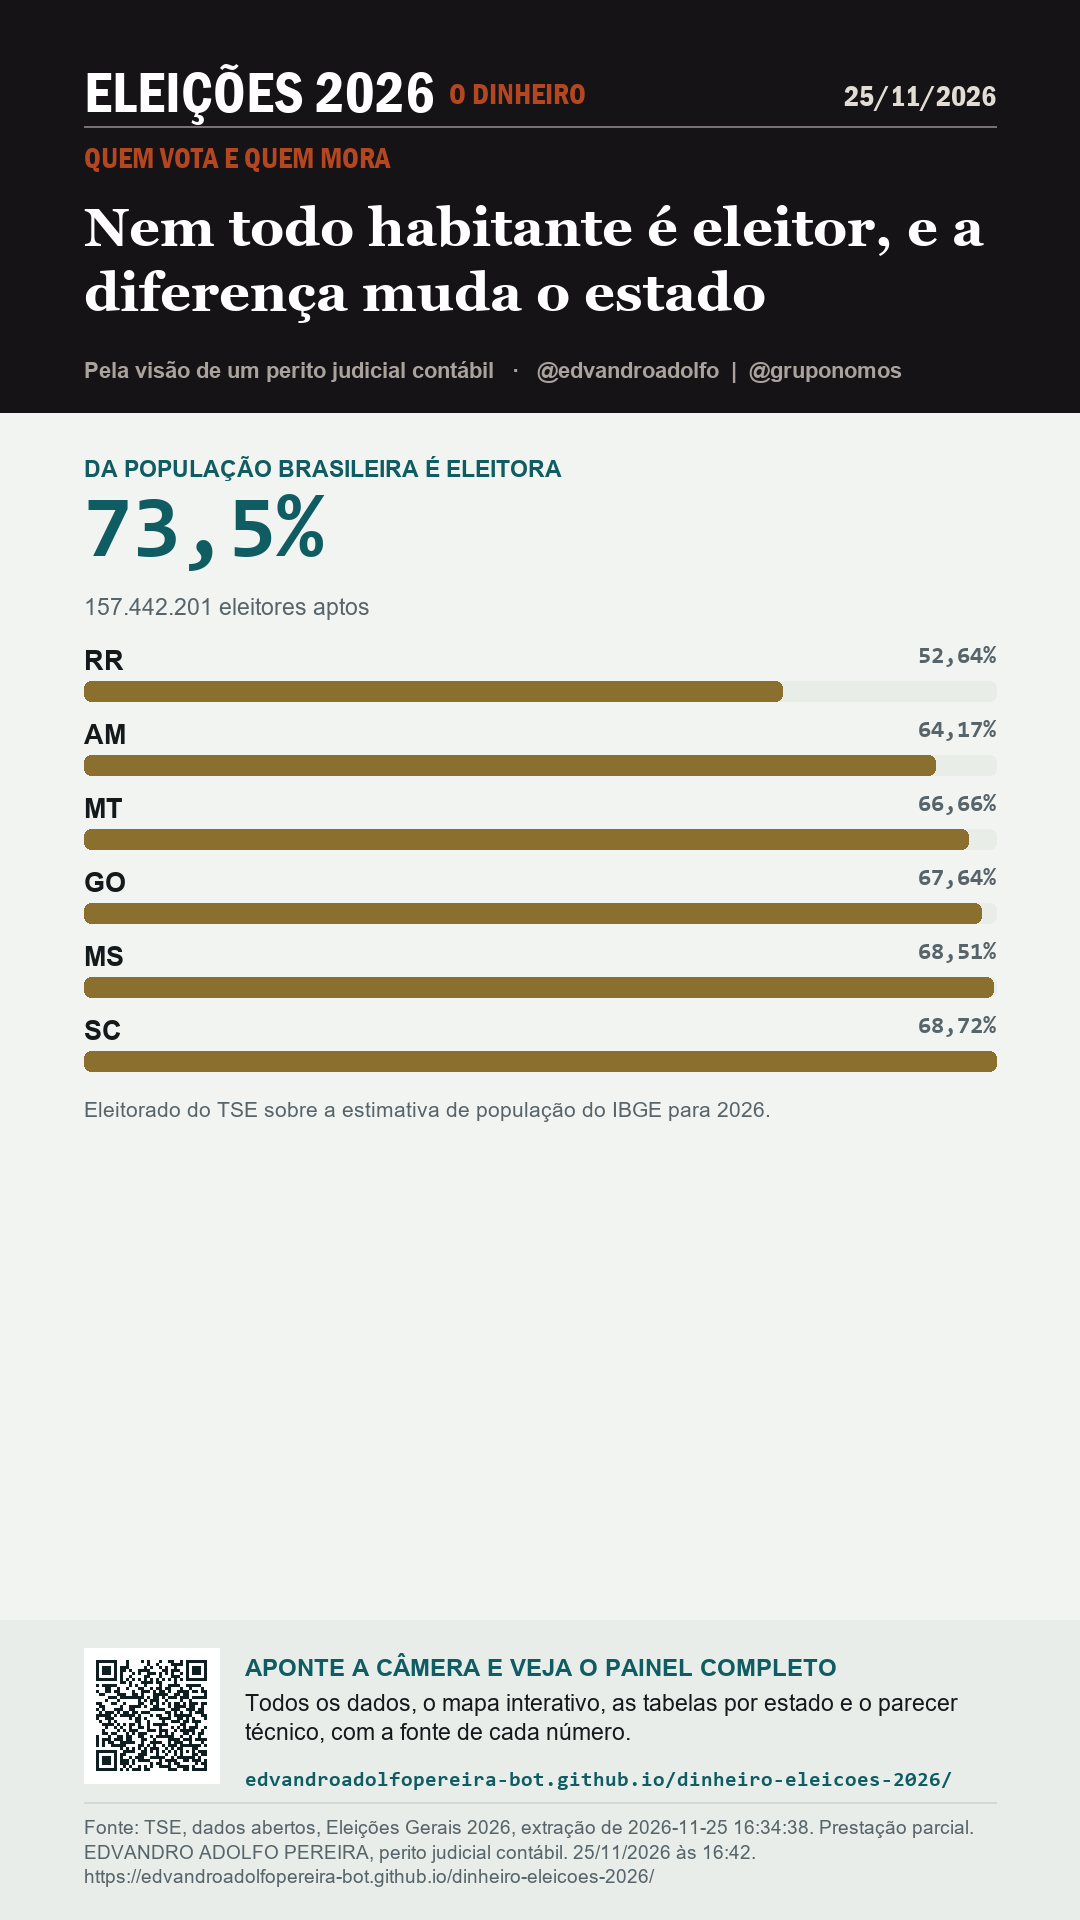 ELEIÇÕES 2026 O DINHEIRO 25/11/2026
QUEM VOTA E QUEM MORA
Nem todo habitante é eleitor, e a
diferença muda o estado
Pela visão de um perito judicial contábil · @edvandroadolfo | @gruponomos
DA POPULAÇÃO BRASILEIRA É ELEITORA
73,5%
157.442.201 eleitores aptos
RR 52,64%
AM 64,17%
MT 66,66%
GO 67,64%
MS 68,51%
SC 68,72%
Eleitorado do TSE sobre a estimativa de população do IBGE para 2026.
APONTE A CÂMERA E VEJA O PAINEL COMPLETO
Todos os dados, o mapa interativo, as tabelas por estado e o parecer
técnico, com a fonte de cada número.
edvandroadolfopereira-bot.github.io/dinheiro-eleicoes-2026/
Fonte: TSE, dados abertos, Eleições Gerais 2026, extração de 2026-11-25 16:34:38. Prestação parcial.
EDVANDRO ADOLFO PEREIRA, perito judicial contábil. 25/11/2026 às 16:42.
https://edvandroadolfopereira-bot.github.io/dinheiro-eleicoes-2026/